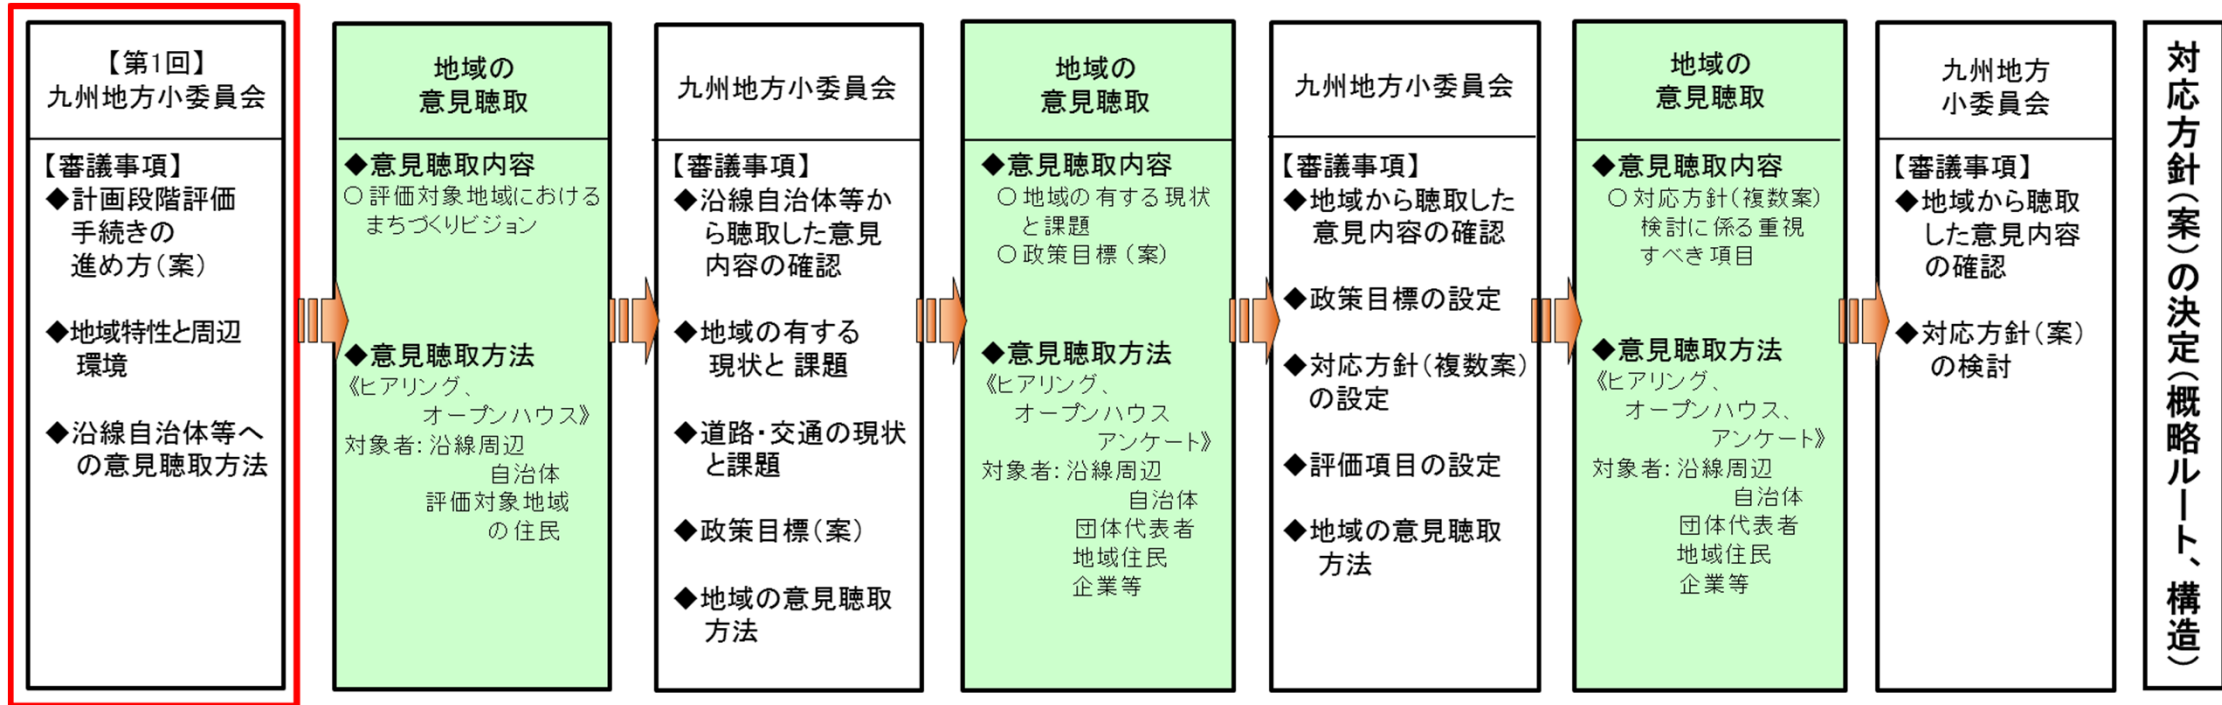 【第1回】
九州地方小委員会
【審議事項】
◆計画段階評価
手続きの
進め方(案)
◆地域特性と周辺
環境
◆沿線自治体等へ
の意見聴取方法
地域の
意見聴取
◆意見聴取内容
○評価対象地域における
まちづくりビジョン
◆意見聴取方法
《ヒアリング、
オープンハウス》
対象者:沿線周辺
自治体
評価対象地域
の住民
九州地方小委員会
【審議事項】
◆沿線自治体等か
ら聴取した意見
内容の確認
◆地域の有する
現状と 課題
◆道路・交通の現状
と課題
◆政策目標(案)
◆地域の意見聴取
方法
地域の
意見聴取
◆意見聴取内容
○地域の有する現状
と課題
○政策目標(案)
◆意見聴取方法
《ヒアリング、
オープンハウス
アンケート》
対象者:沿線周辺
自治体
団体代表者
地域住民
企業等
九州地方小委員会
【審議事項】
◆地域から聴取した
意見内容の確認
◆政策目標の設定
◆対応方針(複数案)
の設定
◆評価項目の設定
◆地域の意見聴取
方法
地域の
意見聴取
◆意見聴取内容
○対応方針(複数案)
検討に係る重視
すべき項目
◆意見聴取方法
《ヒアリング、
オープンハウス、
アンケート》
対象者:沿線周辺
自治体
団体代表者
地域住民
企業等
九州地方
小委員会
【審議事項】
◆地域から聴取
した意見内容
の確認
◆対応方針(案)
の検討
対応方針(案)の決定(概略ルート、構造)